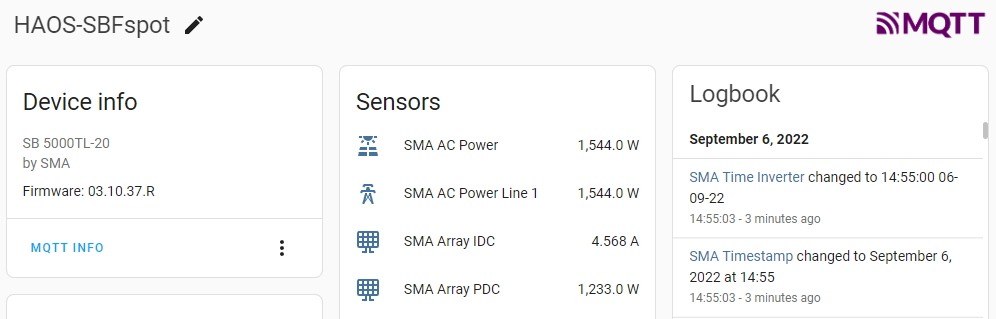 HAOS-SBFspot
MQTT
Device info
SB 5000TL-20
by SMA
Firmware: 03.10.37.R
MQTT INFO
Sensors
SMA AC Power 1,544.0 W
SMA AC Power Line 1 1,544.0 W
SMA Array IDC 4.568 A
SMA Array PDC 1,233.0 W
Logbook
September 6, 2022
SMA Time Inverter changed to 14:55:00 06-
09-22
14:55:03 - 3 minutes ago
SMA Timestamp changed to September 6,
2022 at 14:55
14:55:03 - 3 minutes ago